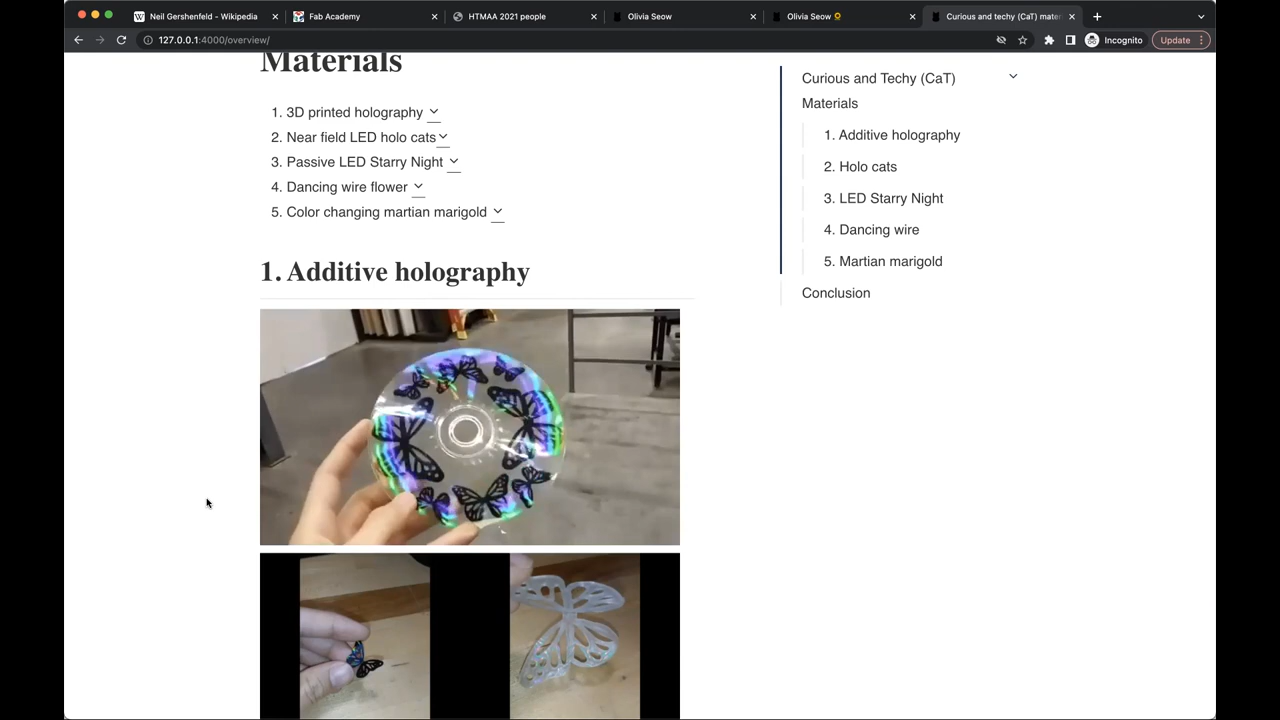 Neil Gershenfeld - Wikipedia
Fab Academy
HTMAA 2021 people
Olivia Seow
Olivia Seow
Curious and techy (CaT) mater
127.0.0.1:4000/overview/
Incognito
Update
Materials
1. 3D printed holography
2. Near field LED holo cats
3. Passive LED Starry Night
4. Dancing wire flower
5. Color changing martian marigold
1. Additive holography
Curious and Techy (CaT)
Materials
1. Additive holography
2. Holo cats
3. LED Starry Night
4. Dancing wire
5. Martian marigold
Conclusion